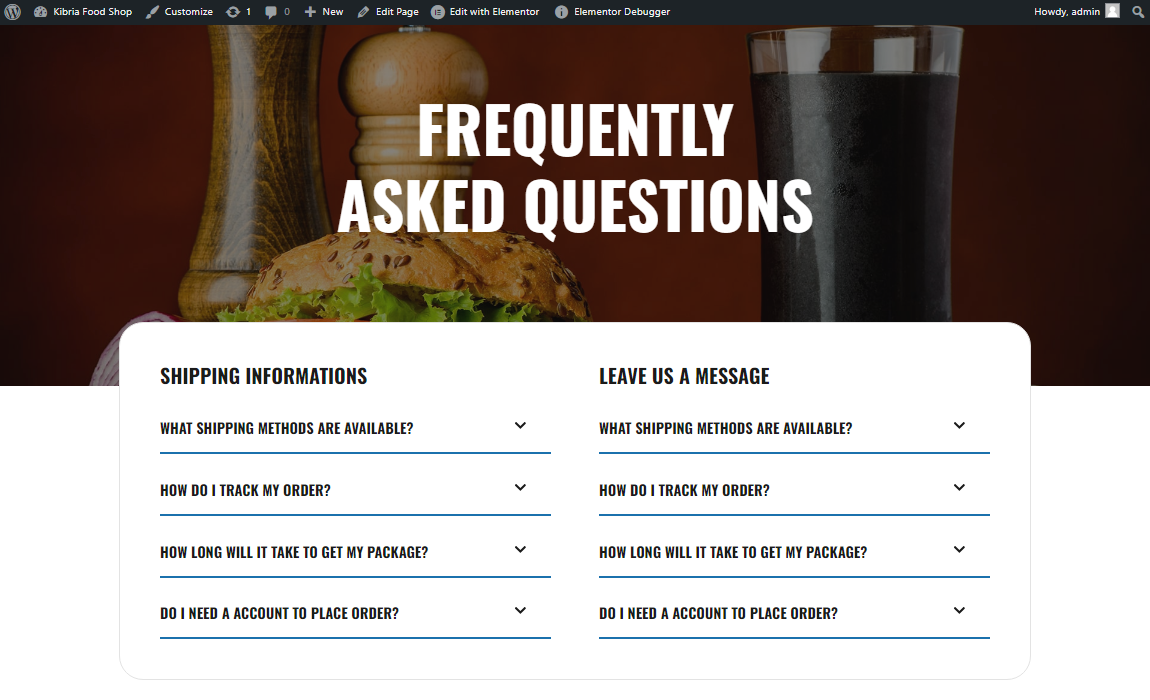 Kibria Food Shop Customize 1 0 New Edit Page Edit with Elementor Elementor Debugger Howdy, admin
FREQUENTLY
ASKED QUESTIONS
SHIPPING INFORMATIONS
WHAT SHIPPING METHODS ARE AVAILABLE?
HOW DO I TRACK MY ORDER?
HOW LONG WILL IT TAKE TO GET MY PACKAGE?
DO I NEED A ACCOUNT TO PLACE ORDER?
LEAVE US A MESSAGE
WHAT SHIPPING METHODS ARE AVAILABLE?
HOW DO I TRACK MY ORDER?
HOW LONG WILL IT TAKE TO GET MY PACKAGE?
DO I NEED A ACCOUNT TO PLACE ORDER?